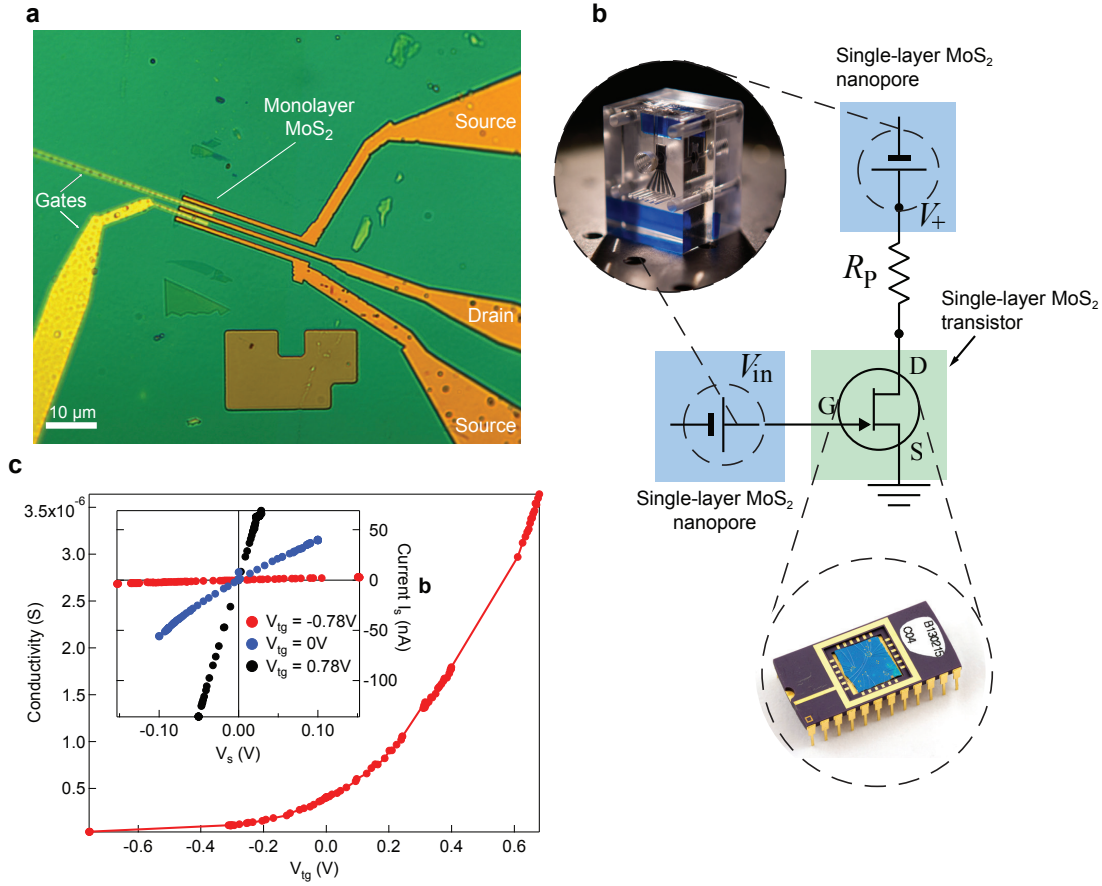 a
Monolayer
MoS2
Source
Gates
Drain
Source
10 µm
b
Single-layer MoS2
nanopore
V+
RP
Single-layer MoS2
transistor
Vin
D
G
S
Single-layer MoS2
nanopore
B130215
C04
c
Conductivity (S)
3.5x10-6
3.0
2.5
2.0
1.5
1.0
0.5
-0.6
-0.4
-0.2
0.0
0.2
0.4
0.6
Vtg (V)
50
0
-50
-100
Current Is (nA)
b
Vtg = -0.78V
Vtg = 0V
Vtg = 0.78V
-0.10
0.00
0.10
Vs (V)